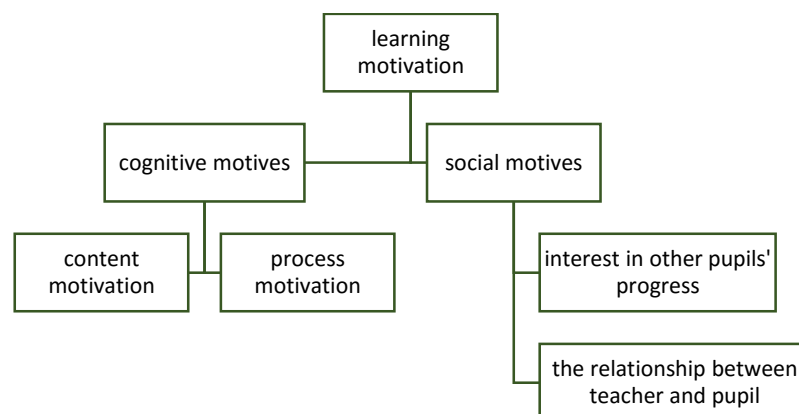 learning
motivation
cognitive motives
social motives
content
motivation
process
motivation
interest in other pupils'
progress
the relationship between
teacher and pupil